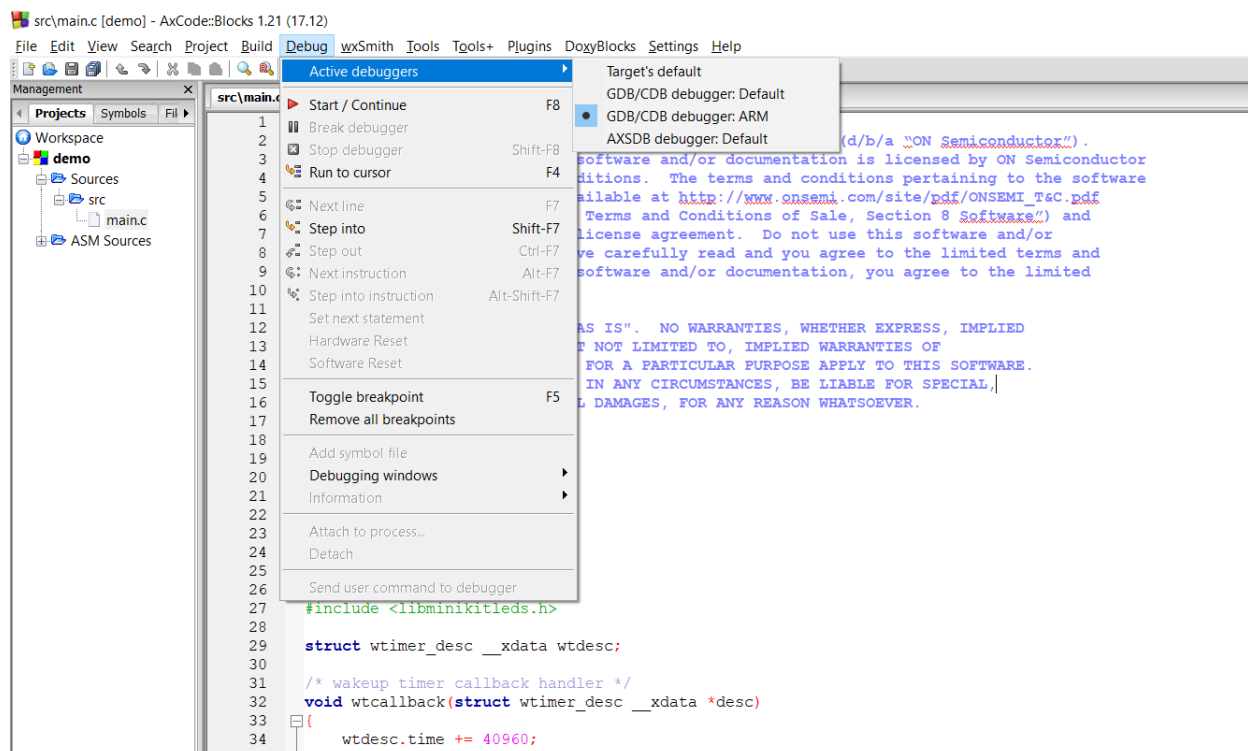 src\main.c [demo] - AxCode::Blocks 1.21 (17.12)
File Edit View Search Project Build Debug wxSmith Tools Tools+ Plugins DoxyBlocks Settings Help
Management
Projects Symbols Fil
Workspace
demo
Sources
src
main.c
ASM Sources
Active debuggers
Start / Continue F8
Break debugger
Stop debugger Shift-F8
Run to cursor F4
Next line F7
Step into Shift-F7
Step out Ctrl-F7
Next instruction Alt-F7
Step into instruction Alt-Shift-F7
Set next statement
Hardware Reset
Software Reset
Toggle breakpoint F5
Remove all breakpoints
Add symbol file
Debugging windows
Information
Attach to process...
Detach
Send user command to debugger
Target's default
GDB/CDB debugger: Default
GDB/CDB debugger: ARM
AXSDB debugger: Default
src\main.c
1
2 (d/b/a “ON Semiconductor”).
3 software and/or documentation is licensed by ON Semiconductor
4 ditions. The terms and conditions pertaining to the software
5 ailable at http://www.onsemi.com/site/pdf/ONSEMI_T&C.pdf
6 Terms and Conditions of Sale, Section 8 Software”) and
7 license agreement. Do not use this software and/or
8 ve carefully read and you agree to the limited terms and
9 software and/or documentation, you agree to the limited
10
11
12 AS IS". NO WARRANTIES, WHETHER EXPRESS, IMPLIED
13 T NOT LIMITED TO, IMPLIED WARRANTIES OF
14 FOR A PARTICULAR PURPOSE APPLY TO THIS SOFTWARE.
15 IN ANY CIRCUMSTANCES, BE LIABLE FOR SPECIAL,
16 L DAMAGES, FOR ANY REASON WHATSOEVER.
17
18
19
20
21
22
23
24
25
26
27 #include <libminikitleds.h>
28
29 struct wtimer_desc __xdata wtdesc;
30
31 /* wakeup timer callback handler */
32 void wtcallback(struct wtimer_desc __xdata *desc)
33 {
34 wtdesc.time += 40960;